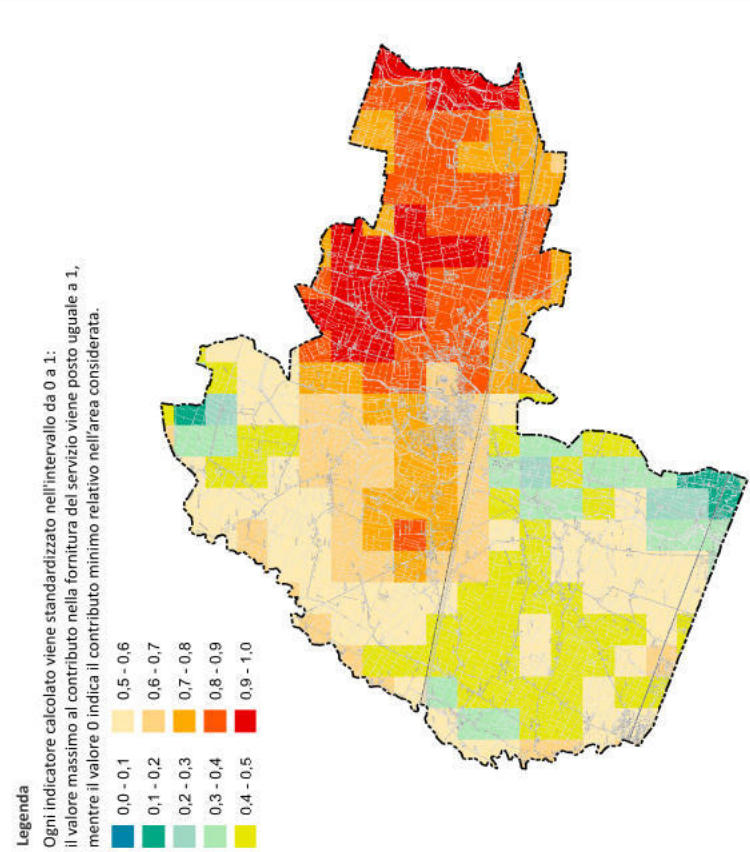 Legenda
Ogni indicatore calcolato viene standardizzato nell'intervallo da 0 a 1:
il valore massimo al contributo nella fornitura del servizio viene posto uguale a 1,
mentre il valore 0 indica il contributo minimo relativo nell'area considerata.
0,0 - 0,1
0,1 - 0,2
0,2 - 0,3
0,3 - 0,4
0,4 - 0,5
0,5 - 0,6
0,6 - 0,7
0,7 - 0,8
0,8 - 0,9
0,9 - 1,0